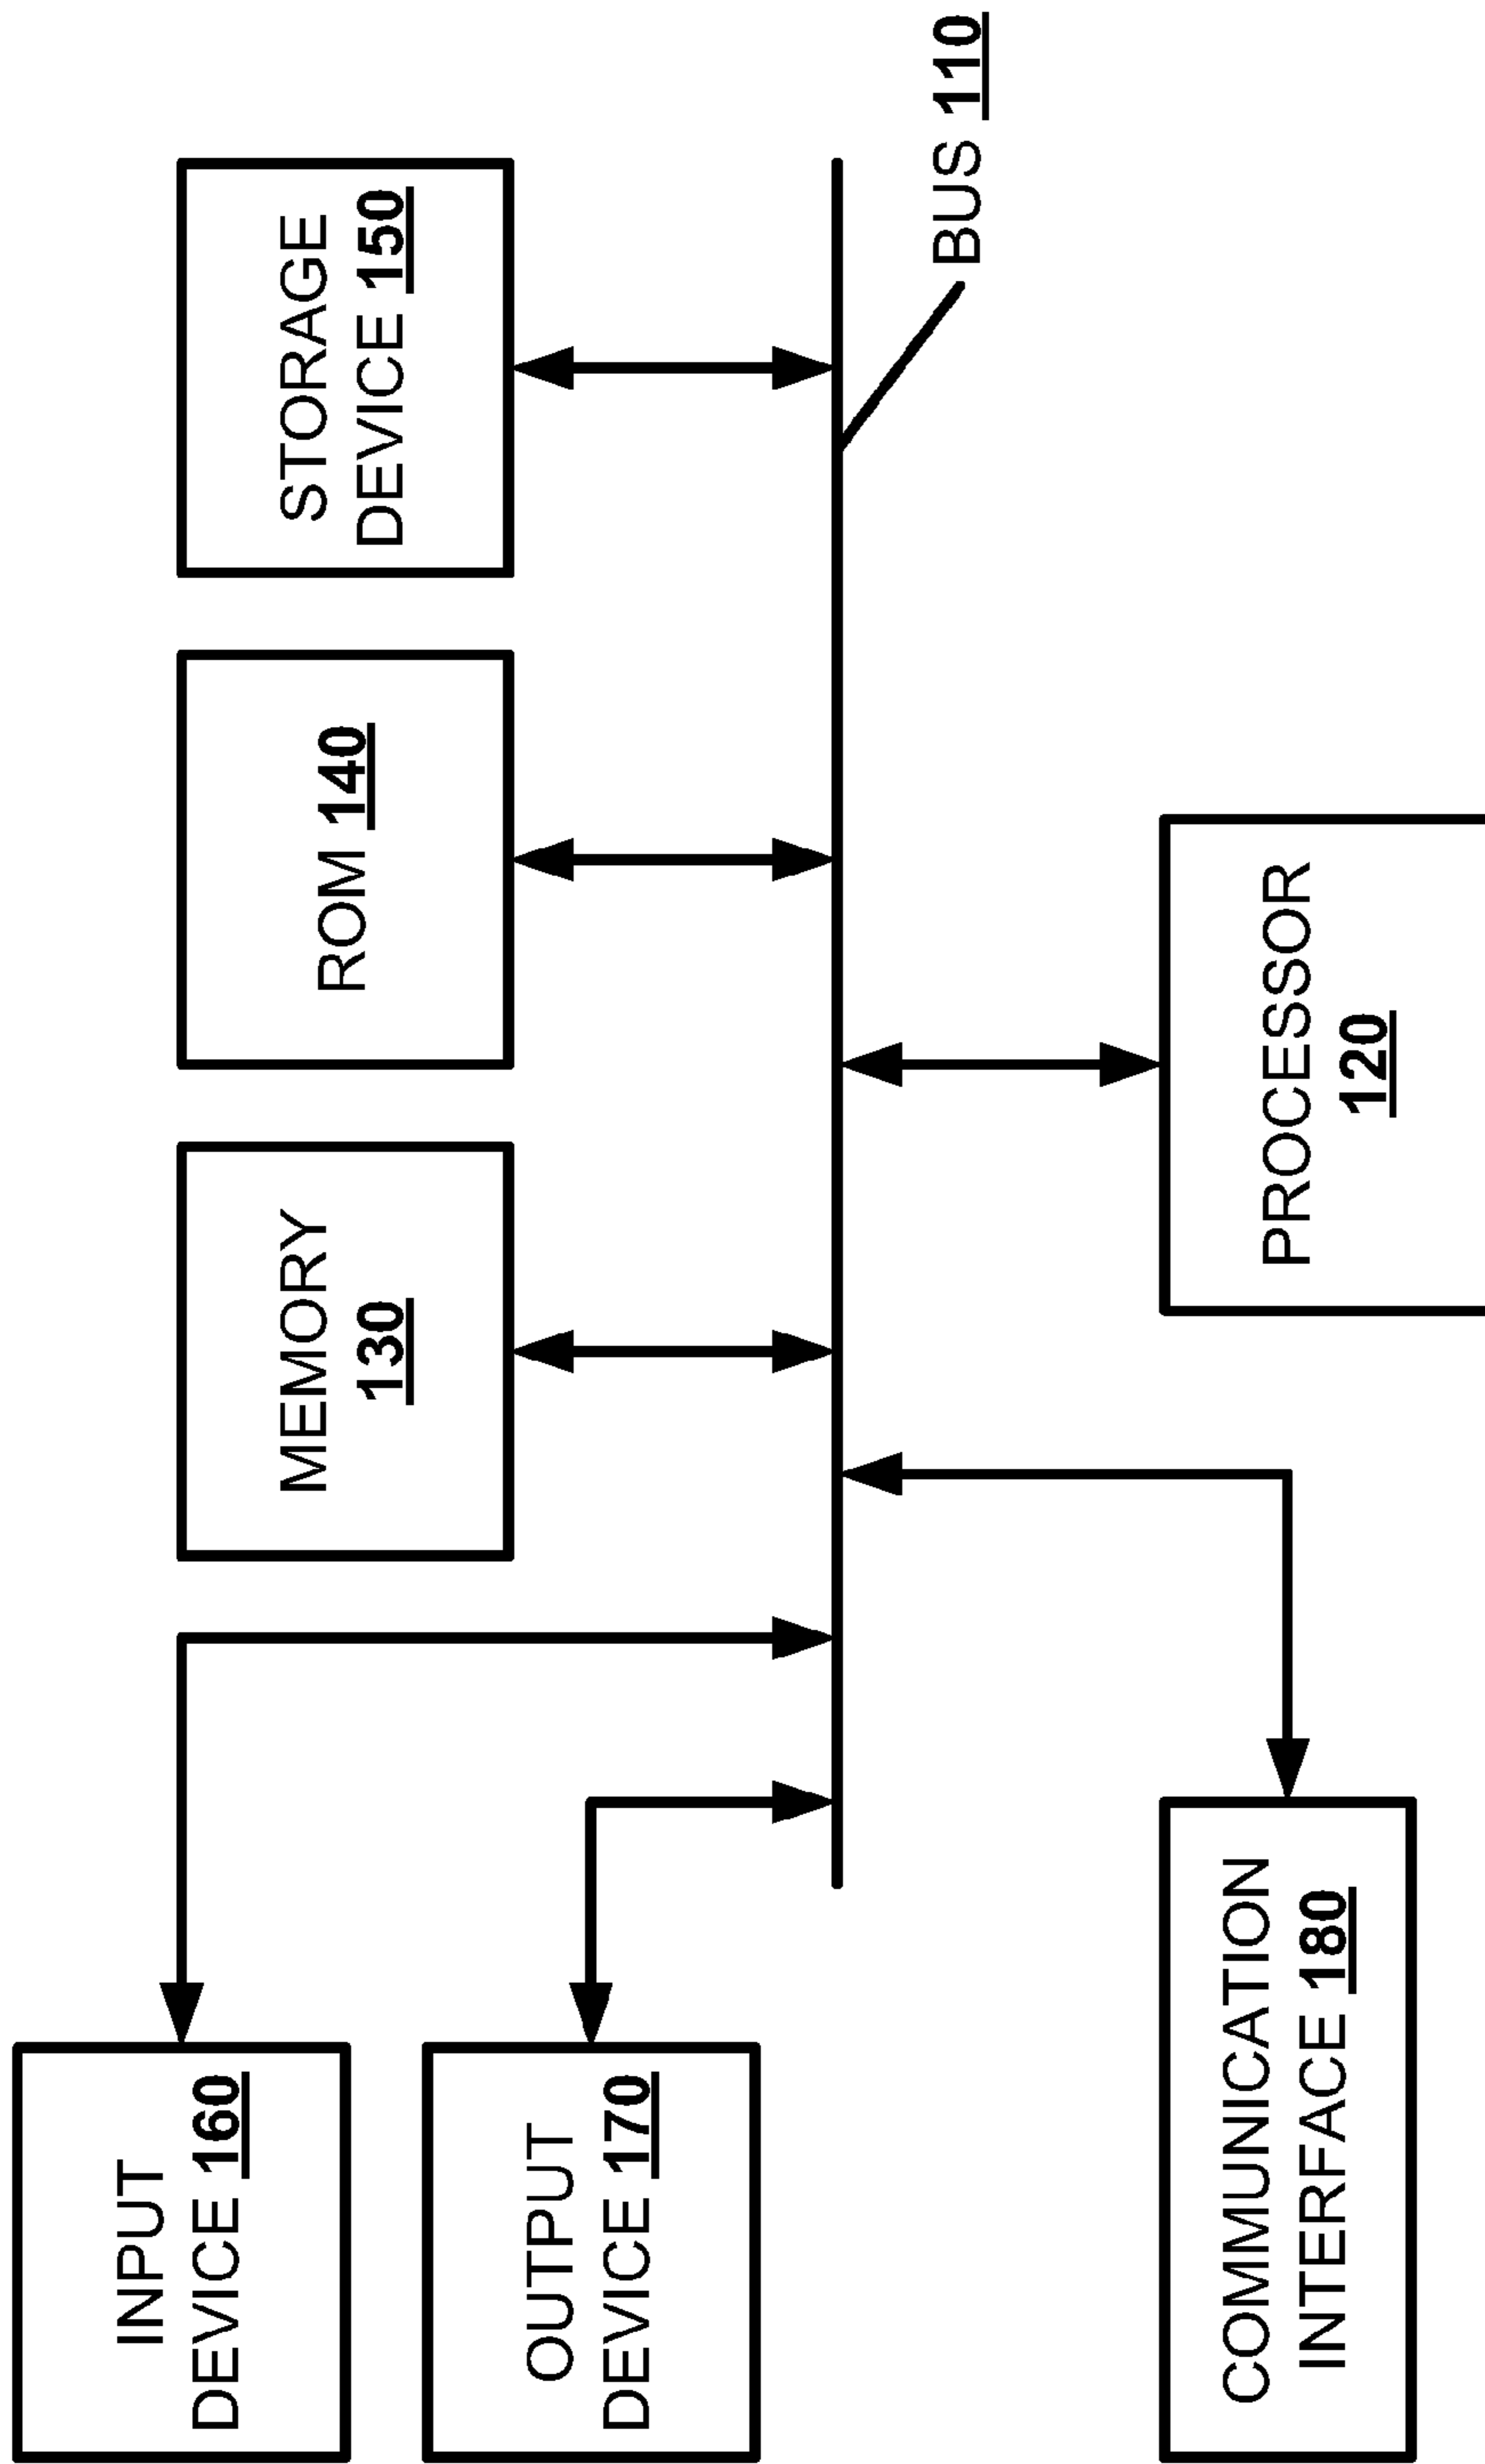 INPUT
DEVICE 160
MEMORY
130
ROM 140
STORAGE
DEVICE 150
OUTPUT
DEVICE 170
BUS 110
COMMUNICATION
INTERFACE 180
PROCESSOR
120